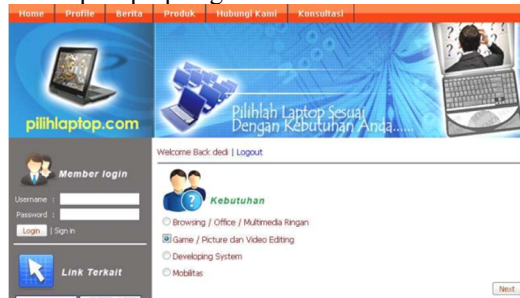 Home Profile Berita Produk Hubungi Kami Konsultasi
pilihlaptop.com
Pilihlah Laptop Sesuai
Dengan Kebutuhan Anda......
Member login
Username :
Password :
Login | Sign in
Link Terkait
Welcome Back dedi | Logout
Kebutuhan
Browsing / Office / Multimedia Ringan
Game / Picture dan Video Editing
Developing System
Mobilitas
Next